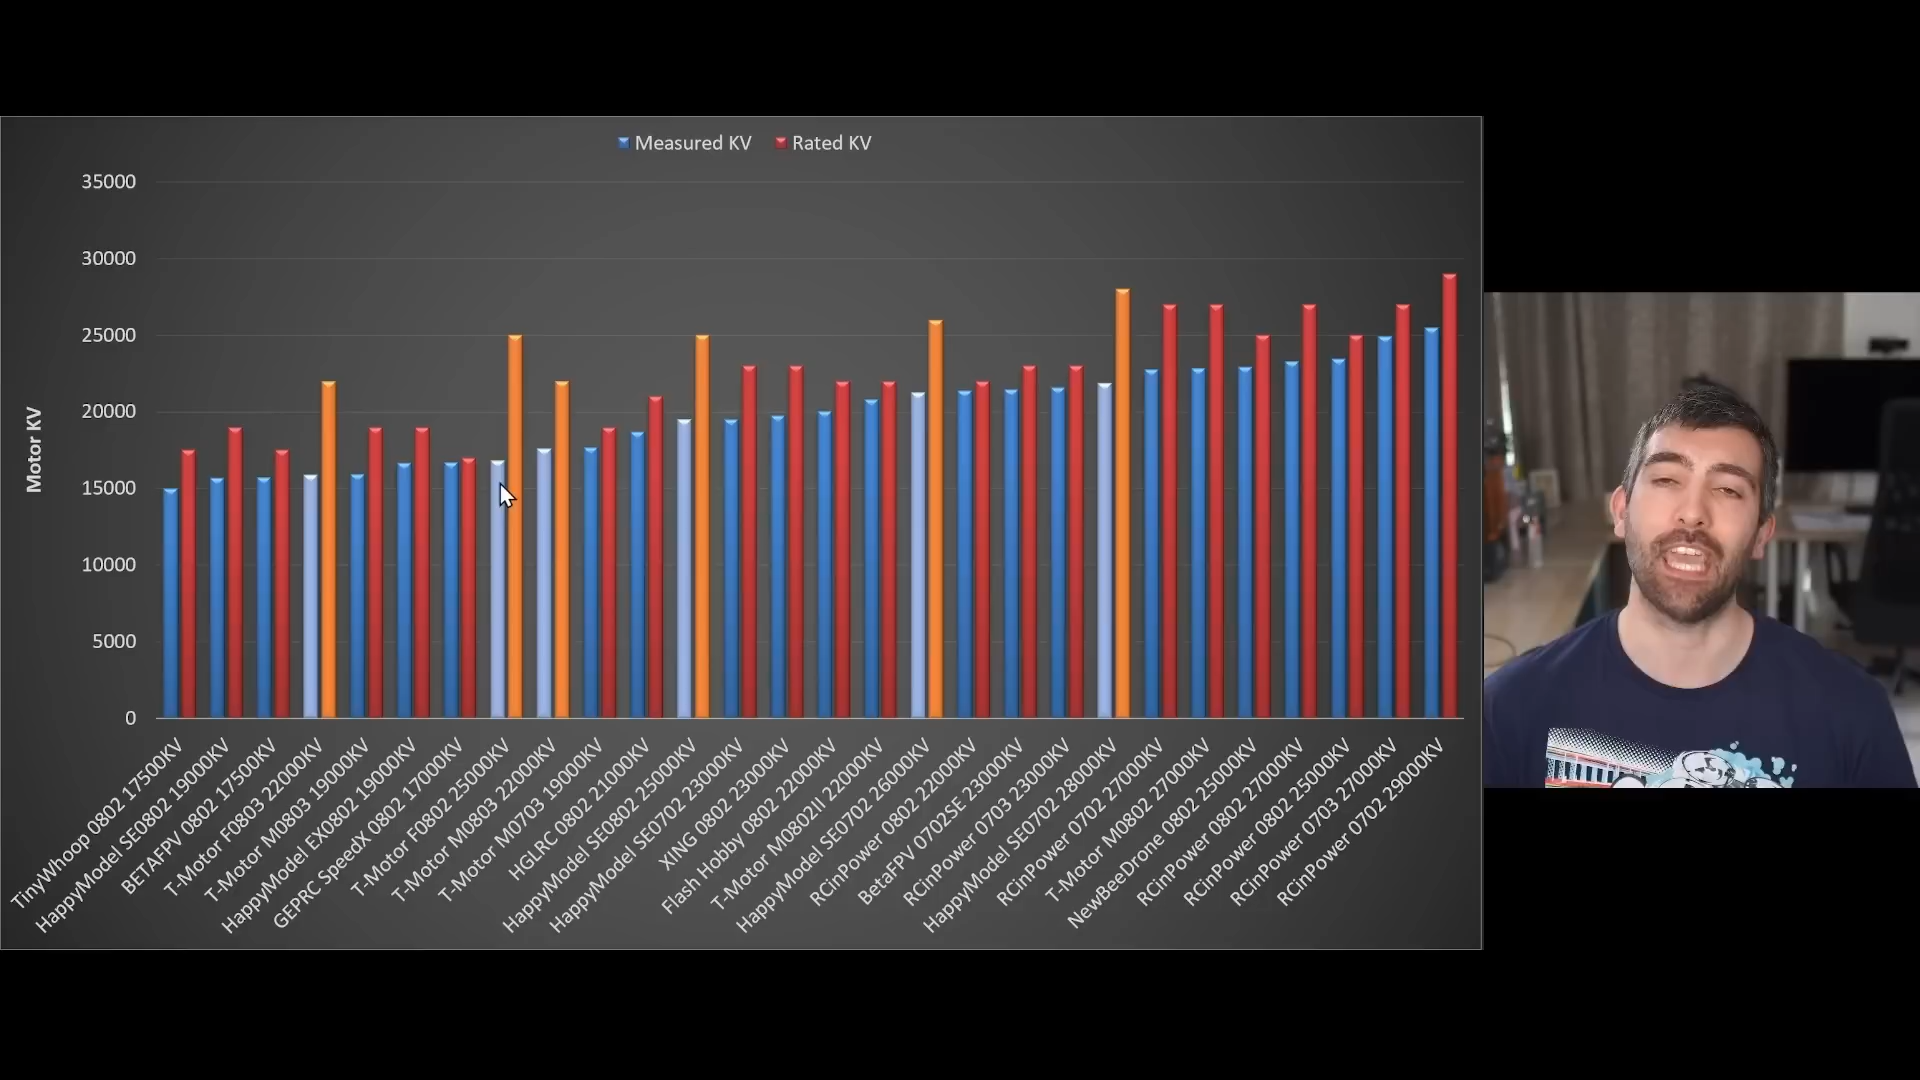 Measured KV
Rated KV
35000
30000
25000
20000
15000
10000
5000
0
Motor KV
TinyWhoop 0802 17500KV
HappyModel SE0802 19000KV
BETAFPV 0802 17500KV
T-Motor F0803 22000KV
T-Motor M0803 19000KV
HappyModel EX0802 19000KV
GEPRC SpeedX 0802 17000KV
T-Motor F0802 25000KV
T-Motor M0803 22000KV
T-Motor M0703 19000KV
HGLRC 0802 21000KV
HappyModel SE0802 25000KV
HappyModel SE0702 23000KV
XING 0802 23000KV
Flash Hobby 0802 22000KV
T-Motor M0802II 22000KV
HappyModel SE0702 26000KV
RCinPower 0802 22000KV
BetaFPV 0702SE 23000KV
RCinPower 0703 23000KV
HappyModel SE0702 28000KV
RCinPower 0702 27000KV
T-Motor M0802 27000KV
NewBeeDrone 0802 25000KV
RCinPower 0802 27000KV
RCinPower 0802 25000KV
RCinPower 0703 27000KV
RCinPower 0702 29000KV